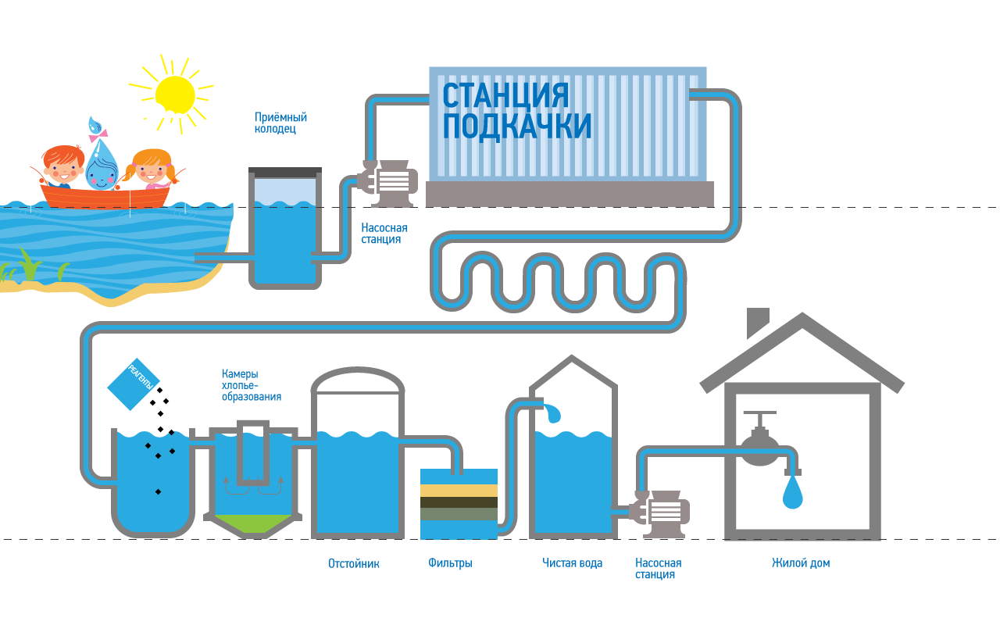 СТАНЦИЯ
ПОДКАЧКИ
Приёмный
колодец
Насосная
станция
РЕАГЕНТЫ
Камеры
хлопье-
образования
Отстойник
Фильтры
Чистая вода
Насосная
станция
Жилой дом